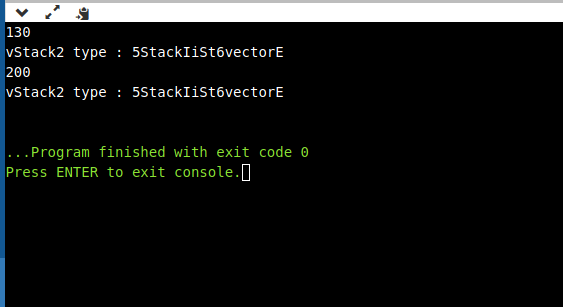 130
vStack2 type : 5StackIiSt6vectorE
200
vStack2 type : 5StackIiSt6vectorE
...Program finished with exit code 0
Press ENTER to exit console.